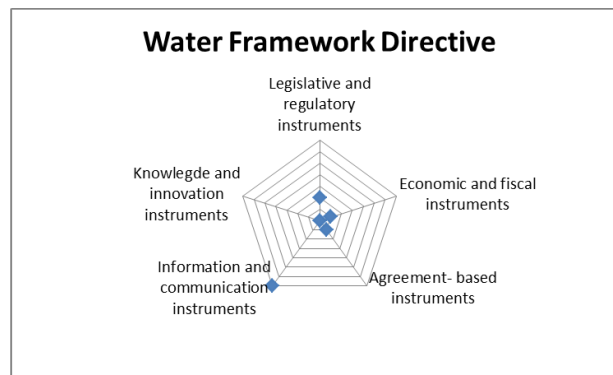 Water Framework Directive
Legislative and
regulatory
instruments
Knowlegde and
innovation
instruments
Economic and fiscal
instruments
Information and
communication
instruments
Agreement- based
instruments